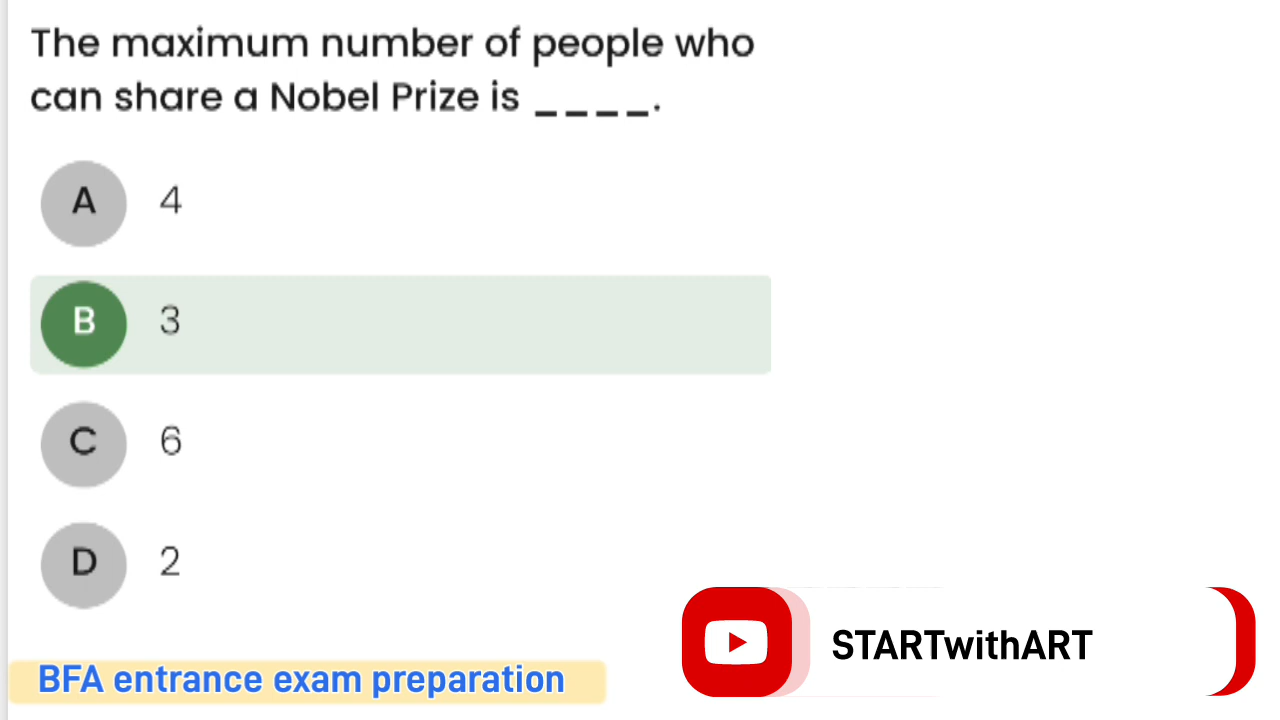 The maximum number of people who
can share a Nobel Prize is ____.
A 4
B 3
C 6
D 2
BFA entrance exam preparation
STARTwithART